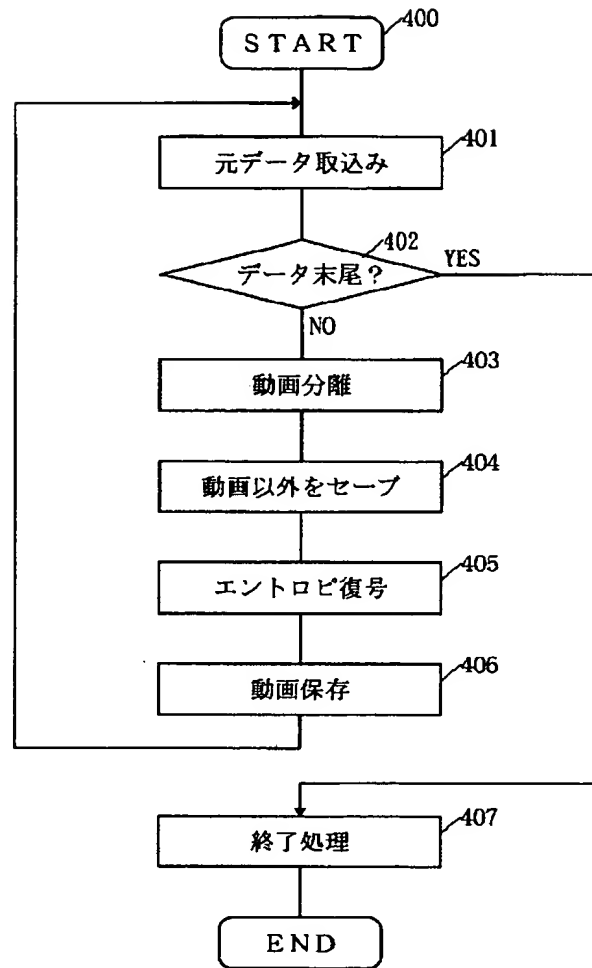 400
START
401
元データ取込み
402
データ末尾？
YES
NO
403
動画分離
404
動画以外をセーブ
405
エントロピ復号
406
動画保存
407
終了処理
END